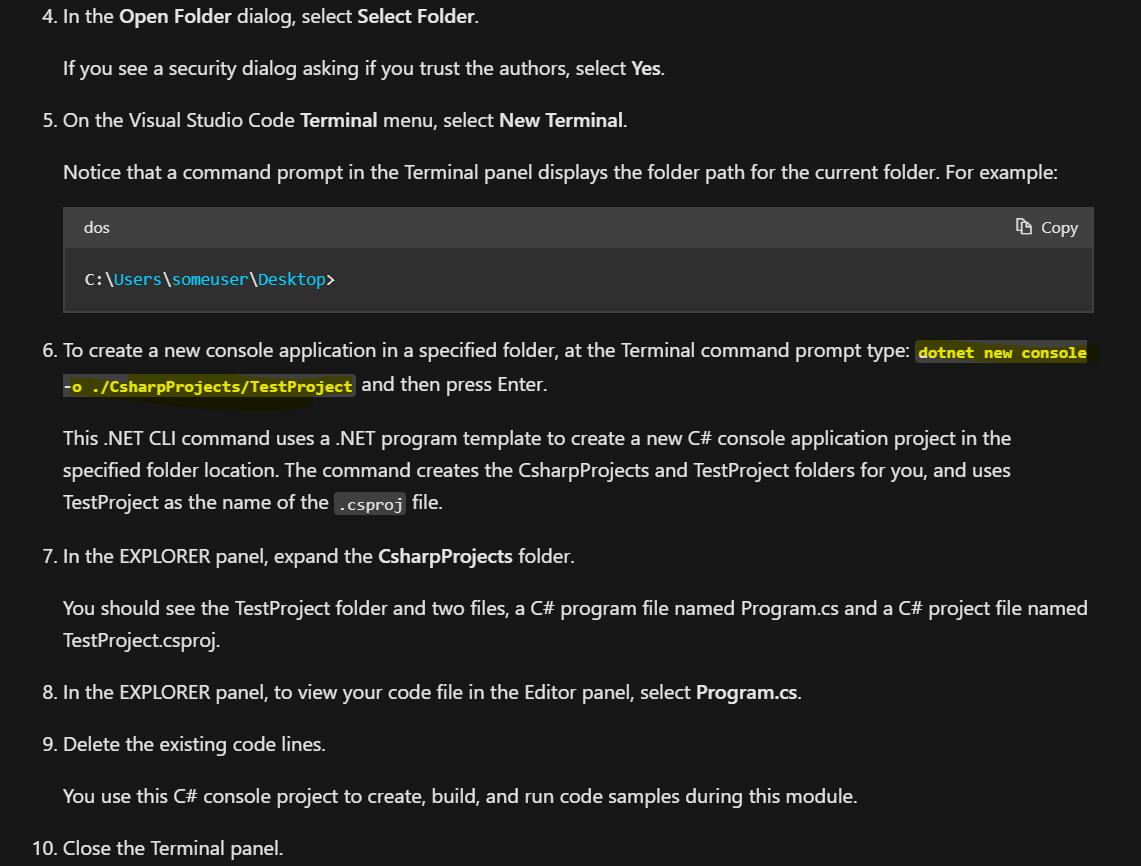 4. In the Open Folder dialog, select Select Folder.
If you see a security dialog asking if you trust the authors, select Yes.
5. On the Visual Studio Code Terminal menu, select New Terminal.
Notice that a command prompt in the Terminal panel displays the folder path for the current folder. For example:
dos
Copy
C:\Users\someuser\Desktop>
6. To create a new console application in a specified folder, at the Terminal command prompt type: dotnet new console
-o ./CsharpProjects/TestProject and then press Enter.
This .NET CLI command uses a .NET program template to create a new C# console application project in the
specified folder location. The command creates the CsharpProjects and TestProject folders for you, and uses
TestProject as the name of the .csproj file.
7. In the EXPLORER panel, expand the CsharpProjects folder.
You should see the TestProject folder and two files, a C# program file named Program.cs and a C# project file named
TestProject.csproj.
8. In the EXPLORER panel, to view your code file in the Editor panel, select Program.cs.
9. Delete the existing code lines.
You use this C# console project to create, build, and run code samples during this module.
10. Close the Terminal panel.